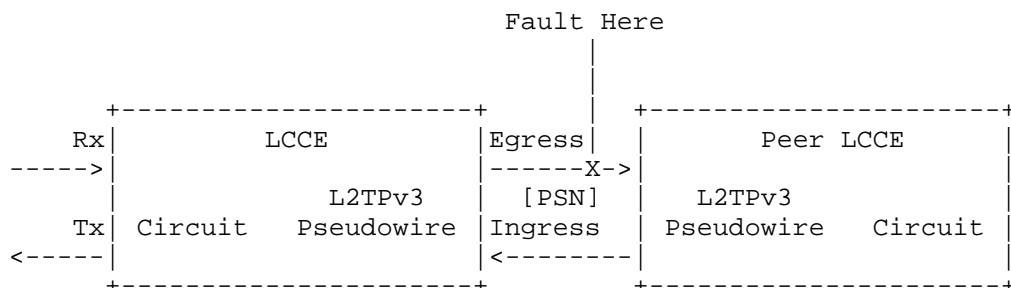 Fault Here
|
|
|
+----------------------+ | +----------------------+
Rx| LCCE |Egress| | Peer LCCE |
----->| |------X->| |
| L2TPv3 | [PSN] | L2TPv3 |
Tx| Circuit Pseudowire |Ingress | Pseudowire Circuit |
<-----| |<--------| |
+----------------------+ +----------------------+